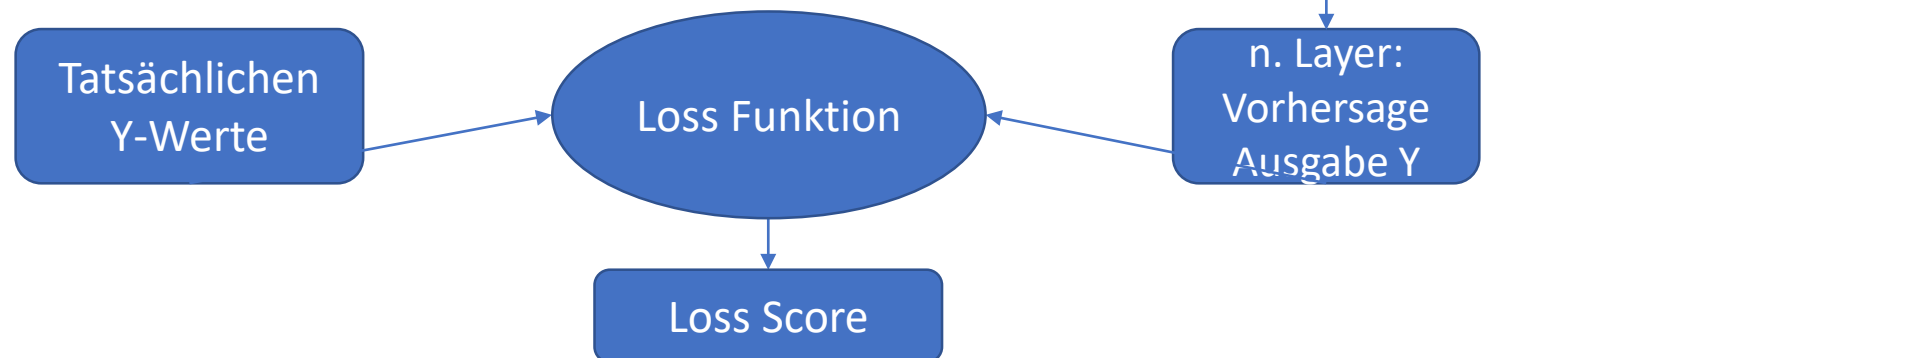 Tatsächlichen
Y-Werte
Loss Funktion
n. Layer:
Vorhersage
Ausgabe Y
Loss Score